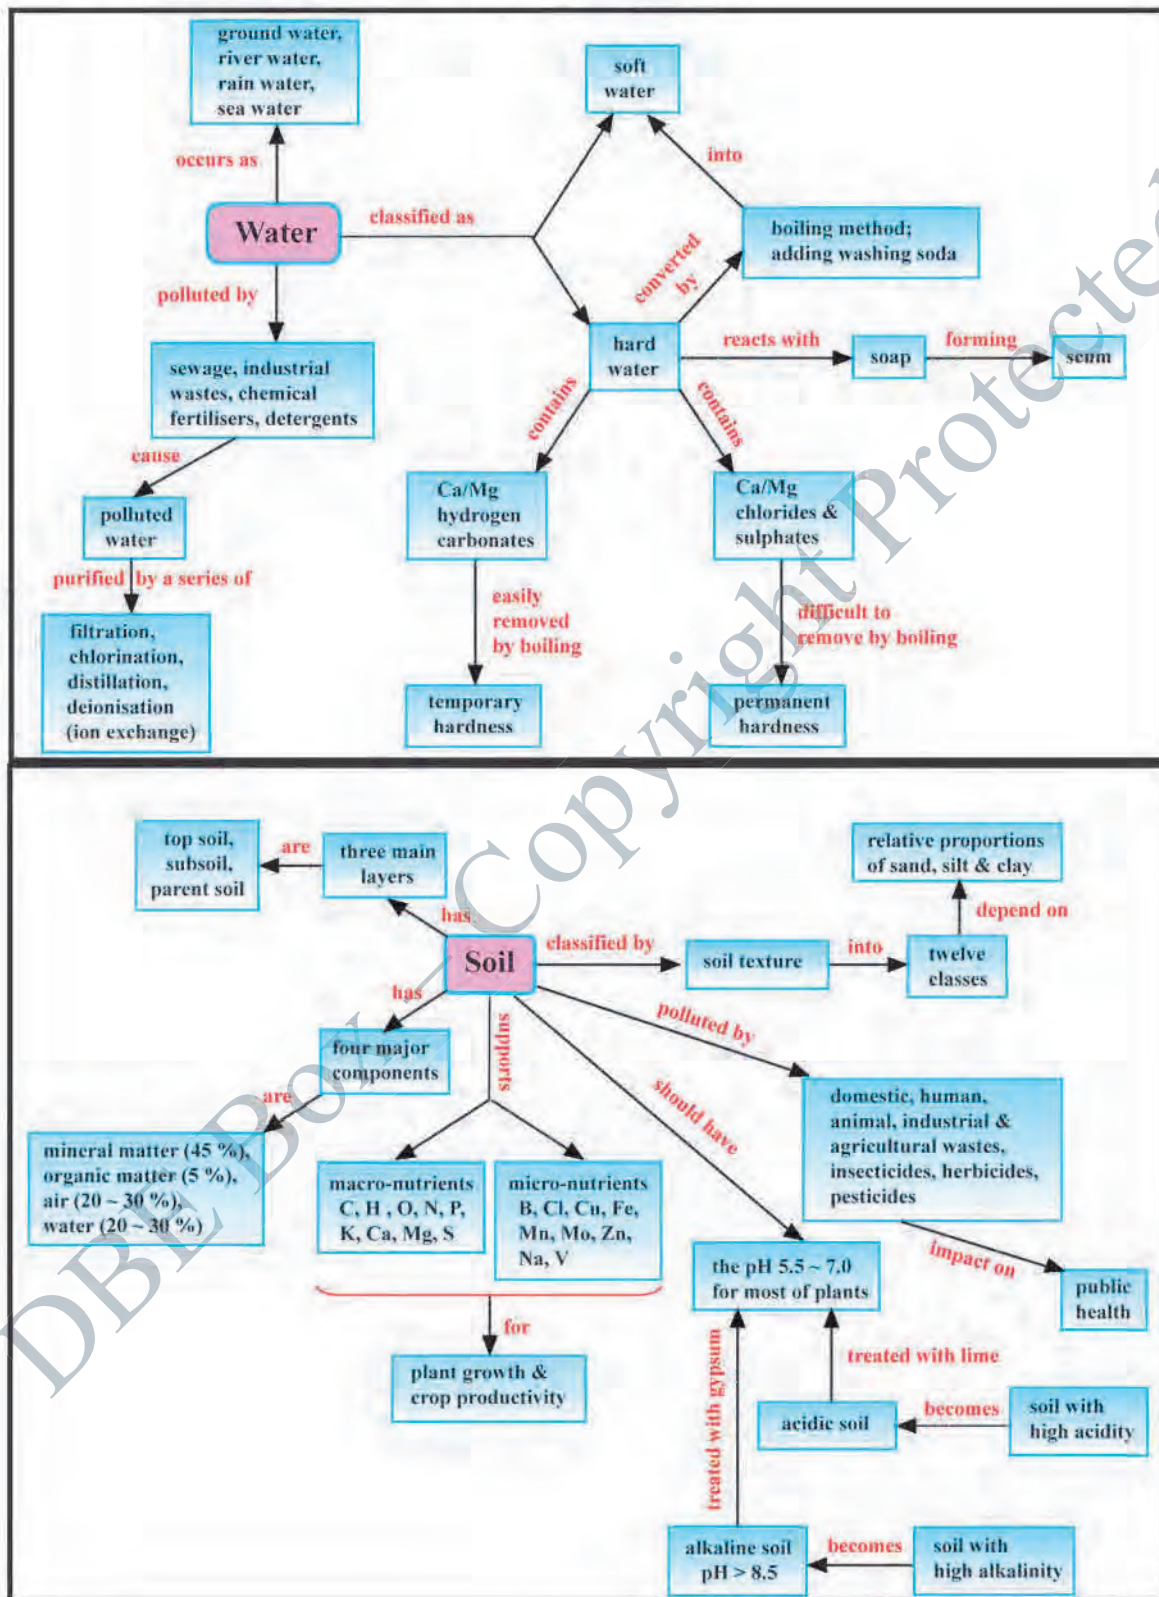 ground water,
river water,
rain water,
sea water
occurs as
Water
classified as
soft
water
into
boiling method;
adding washing soda
converted
by
hard
water
reacts with
soap
forming
scum
polluted by
sewage, industrial
wastes, chemical
fertilisers, detergents
cause
polluted
water
purified by a series of
filtration,
chlorination,
distillation,
deionisation
(ion exchange)
contains
Ca/Mg
hydrogen
carbonates
easily
removed
by boiling
temporary
hardness
contains
Ca/Mg
chlorides &
sulphates
difficult to
remove by boiling
permanent
hardness
top soil,
subsoil,
parent soil
are
three main
layers
has
Soil
classified by
soil texture
into
twelve
classes
depend on
relative proportions
of sand, silt & clay
has
four major
components
are
mineral matter (45 %),
organic matter (5 %),
air (20 ~ 30 %),
water (20 ~ 30 %)
supports
macro-nutrients
C, H , O, N, P,
K, Ca, Mg, S
micro-nutrients
B, Cl, Cu, Fe,
Mn, Mo, Zn,
Na, V
for
plant growth &
crop productivity
should have
the pH 5.5 ~ 7.0
for most of plants
polluted by
domestic, human,
animal, industrial &
agricultural wastes,
insecticides, herbicides,
pesticides
impact on
public
health
treated with lime
acidic soil
becomes
soil with
high acidity
treated with gypsum
alkaline soil
pH > 8.5
becomes
soil with
high alkalinity
DBE Box – Copyright Protected